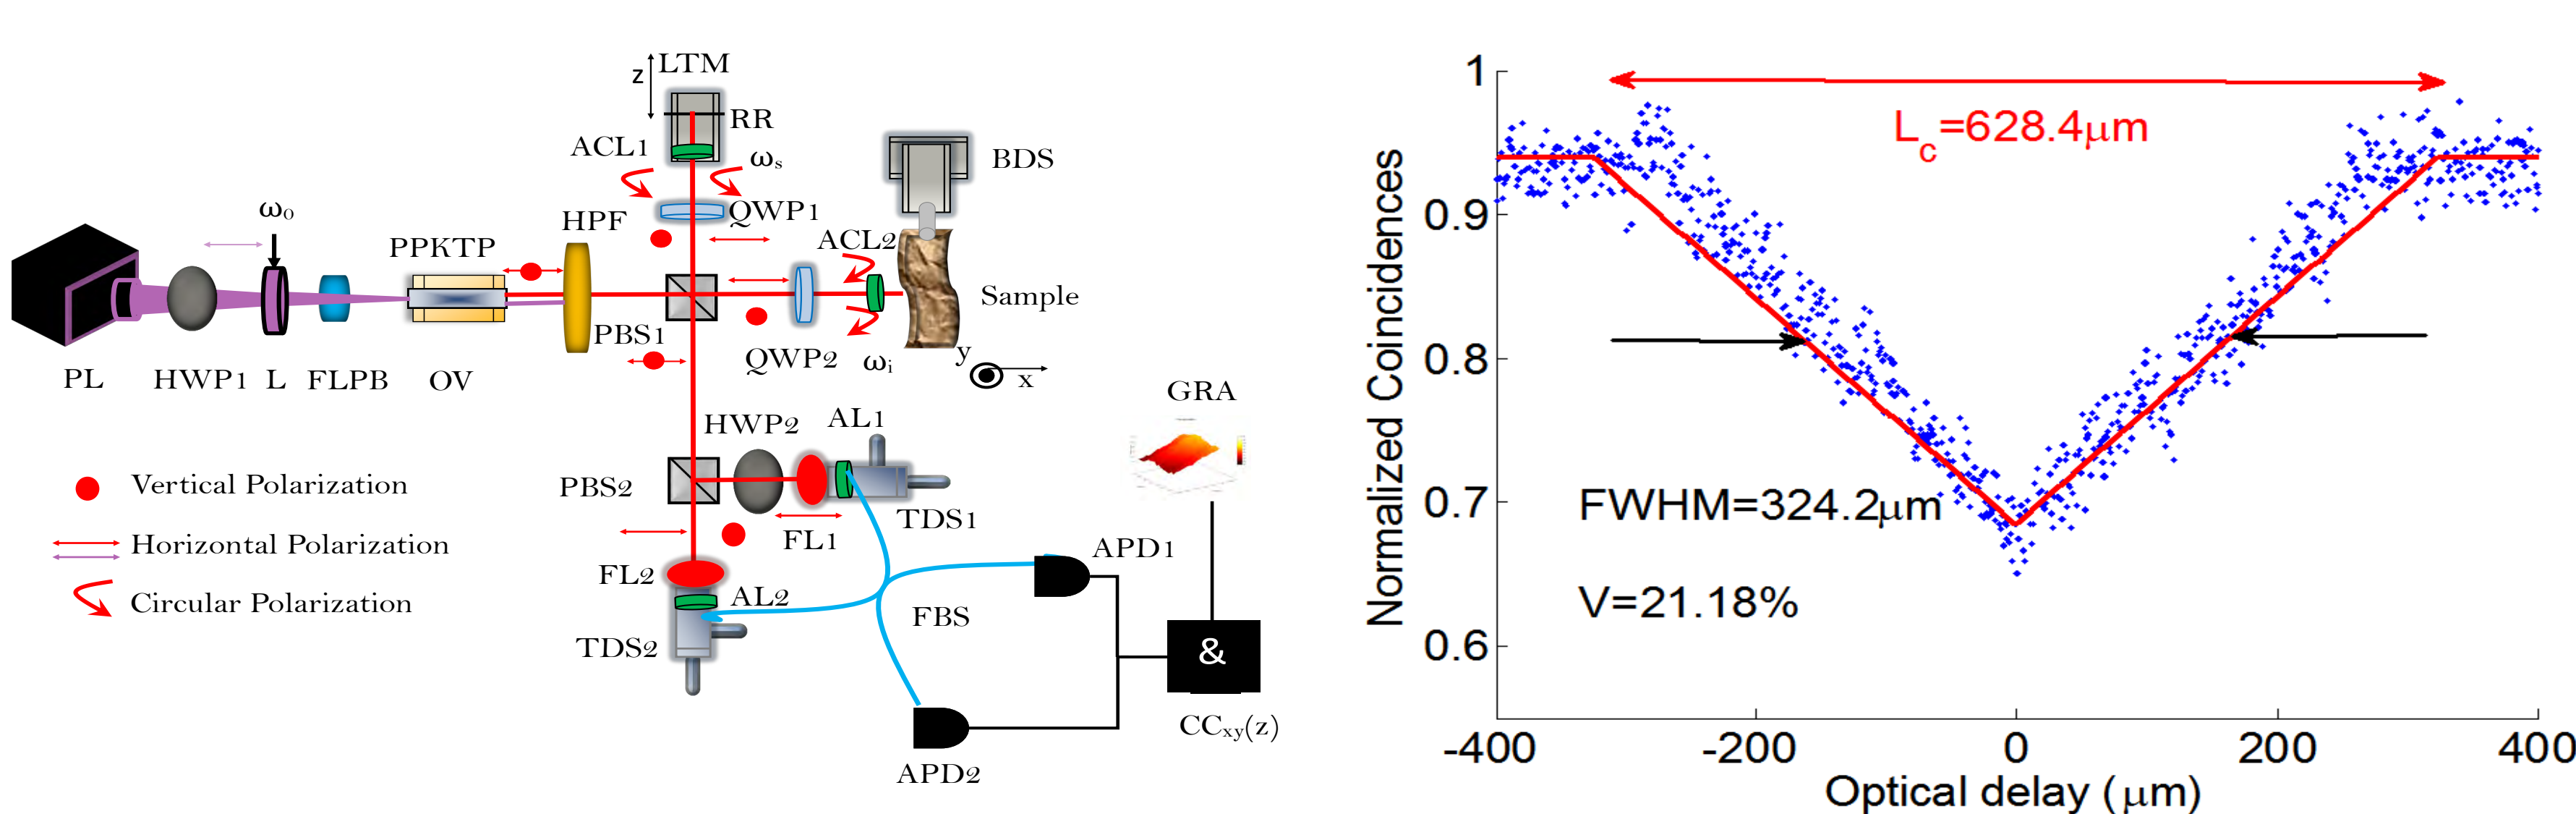 LTM
z
RR
ACL1
ωs
BDS
QWP1
HPF
ω0
ACL2
PPKTP
Sample
PBS1
QWP2
ωi
y
x
PL
HWP1
L
FLPB
OV
GRA
AL1
HWP2
Vertical Polarization
PBS2
TDS1
Horizontal Polarization
FL1
APD1
FL2
AL2
Circular Polarization
FBS
TDS2
&
CCxy(z)
APD2
1
Lc=628.4μm
0.9
0.8
0.7
FWHM=324.2μm
V=21.18%
0.6
Normalized Coincidences
-400
-200
0
200
400
Optical delay (μm)